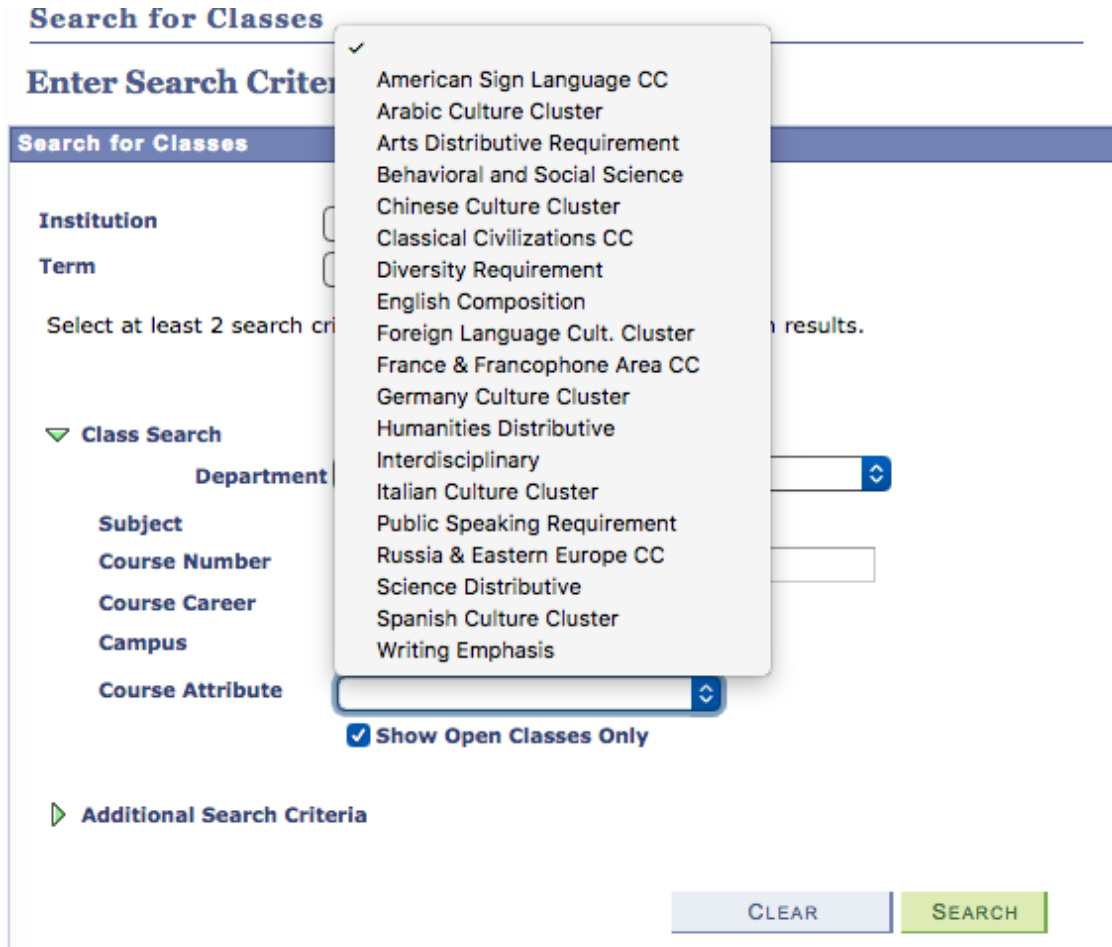 Search for Classes
Enter Search Criter
Search for Classes
American Sign Language CC
Arabic Culture Cluster
Arts Distributive Requirement
Behavioral and Social Science
Chinese Culture Cluster
Classical Civilizations CC
Diversity Requirement
English Composition
Foreign Language Cult. Cluster
France & Francophone Area CC
Germany Culture Cluster
Humanities Distributive
Interdisciplinary
Italian Culture Cluster
Public Speaking Requirement
Russia & Eastern Europe CC
Science Distributive
Spanish Culture Cluster
Writing Emphasis
Institution
Term
Select at least 2 search cri results.
Class Search
Department
Subject
Course Number
Course Career
Campus
Course Attribute
Show Open Classes Only
Additional Search Criteria
CLEAR
SEARCH